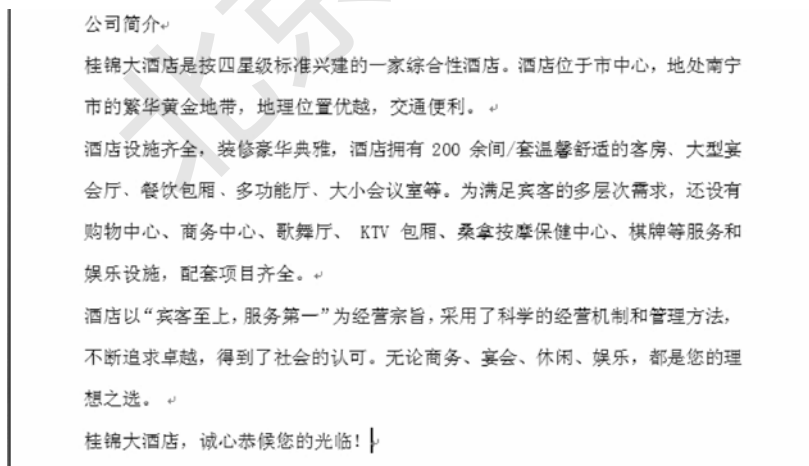 北京
公司简介
桂锦大酒店是按四星级标准兴建的一家综合性酒店。酒店位于市中心，地处南宁
市的繁华黄金地带，地理位置优越，交通便利。
酒店设施齐全，装修豪华典雅，酒店拥有 200 余间/套温馨舒适的客房、大型宴
会厅、餐饮包厢、多功能厅、大小会议室等。为满足宾客的多层次需求，还设有
购物中心、商务中心、歌舞厅、 KTV 包厢、桑拿按摩保健中心、棋牌等服务和
娱乐设施，配套项目齐全。
酒店以“宾客至上，服务第一”为经营宗旨，采用了科学的经营机制和管理方法，
不断追求卓越，得到了社会的认可。无论商务、宴会、休闲、娱乐，都是您的理
想之选。
桂锦大酒店，诚心恭候您的光临！